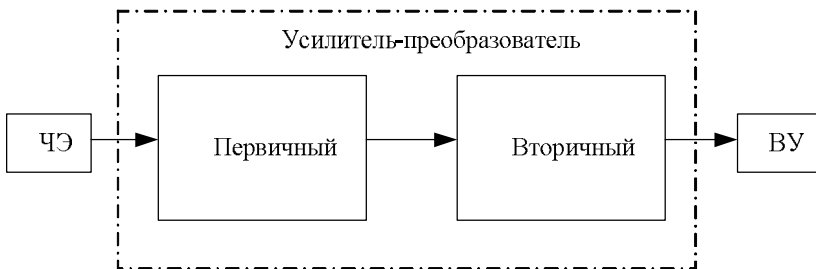 Усилитель-преобразователь
ЧЭ
Первичный
Вторичный
ВУ